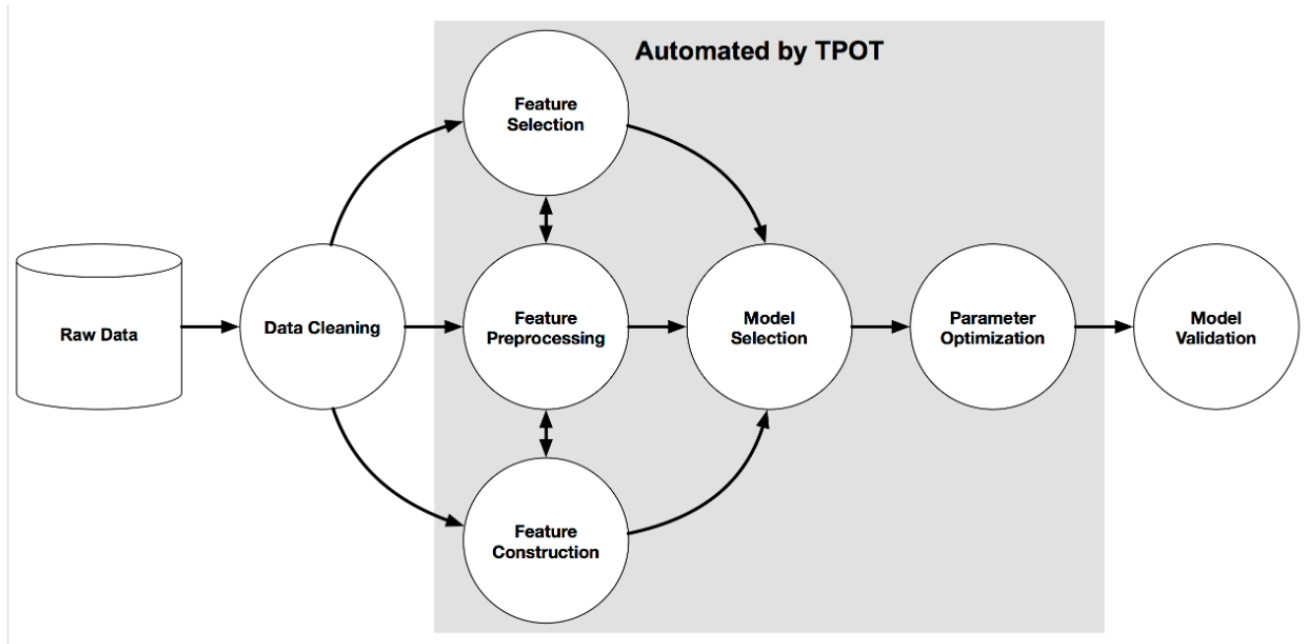 Automated by TPOT
Feature
Selection
Raw Data
Data Cleaning
Feature
Preprocessing
Model
Selection
Parameter
Optimization
Model
Validation
Feature
Construction